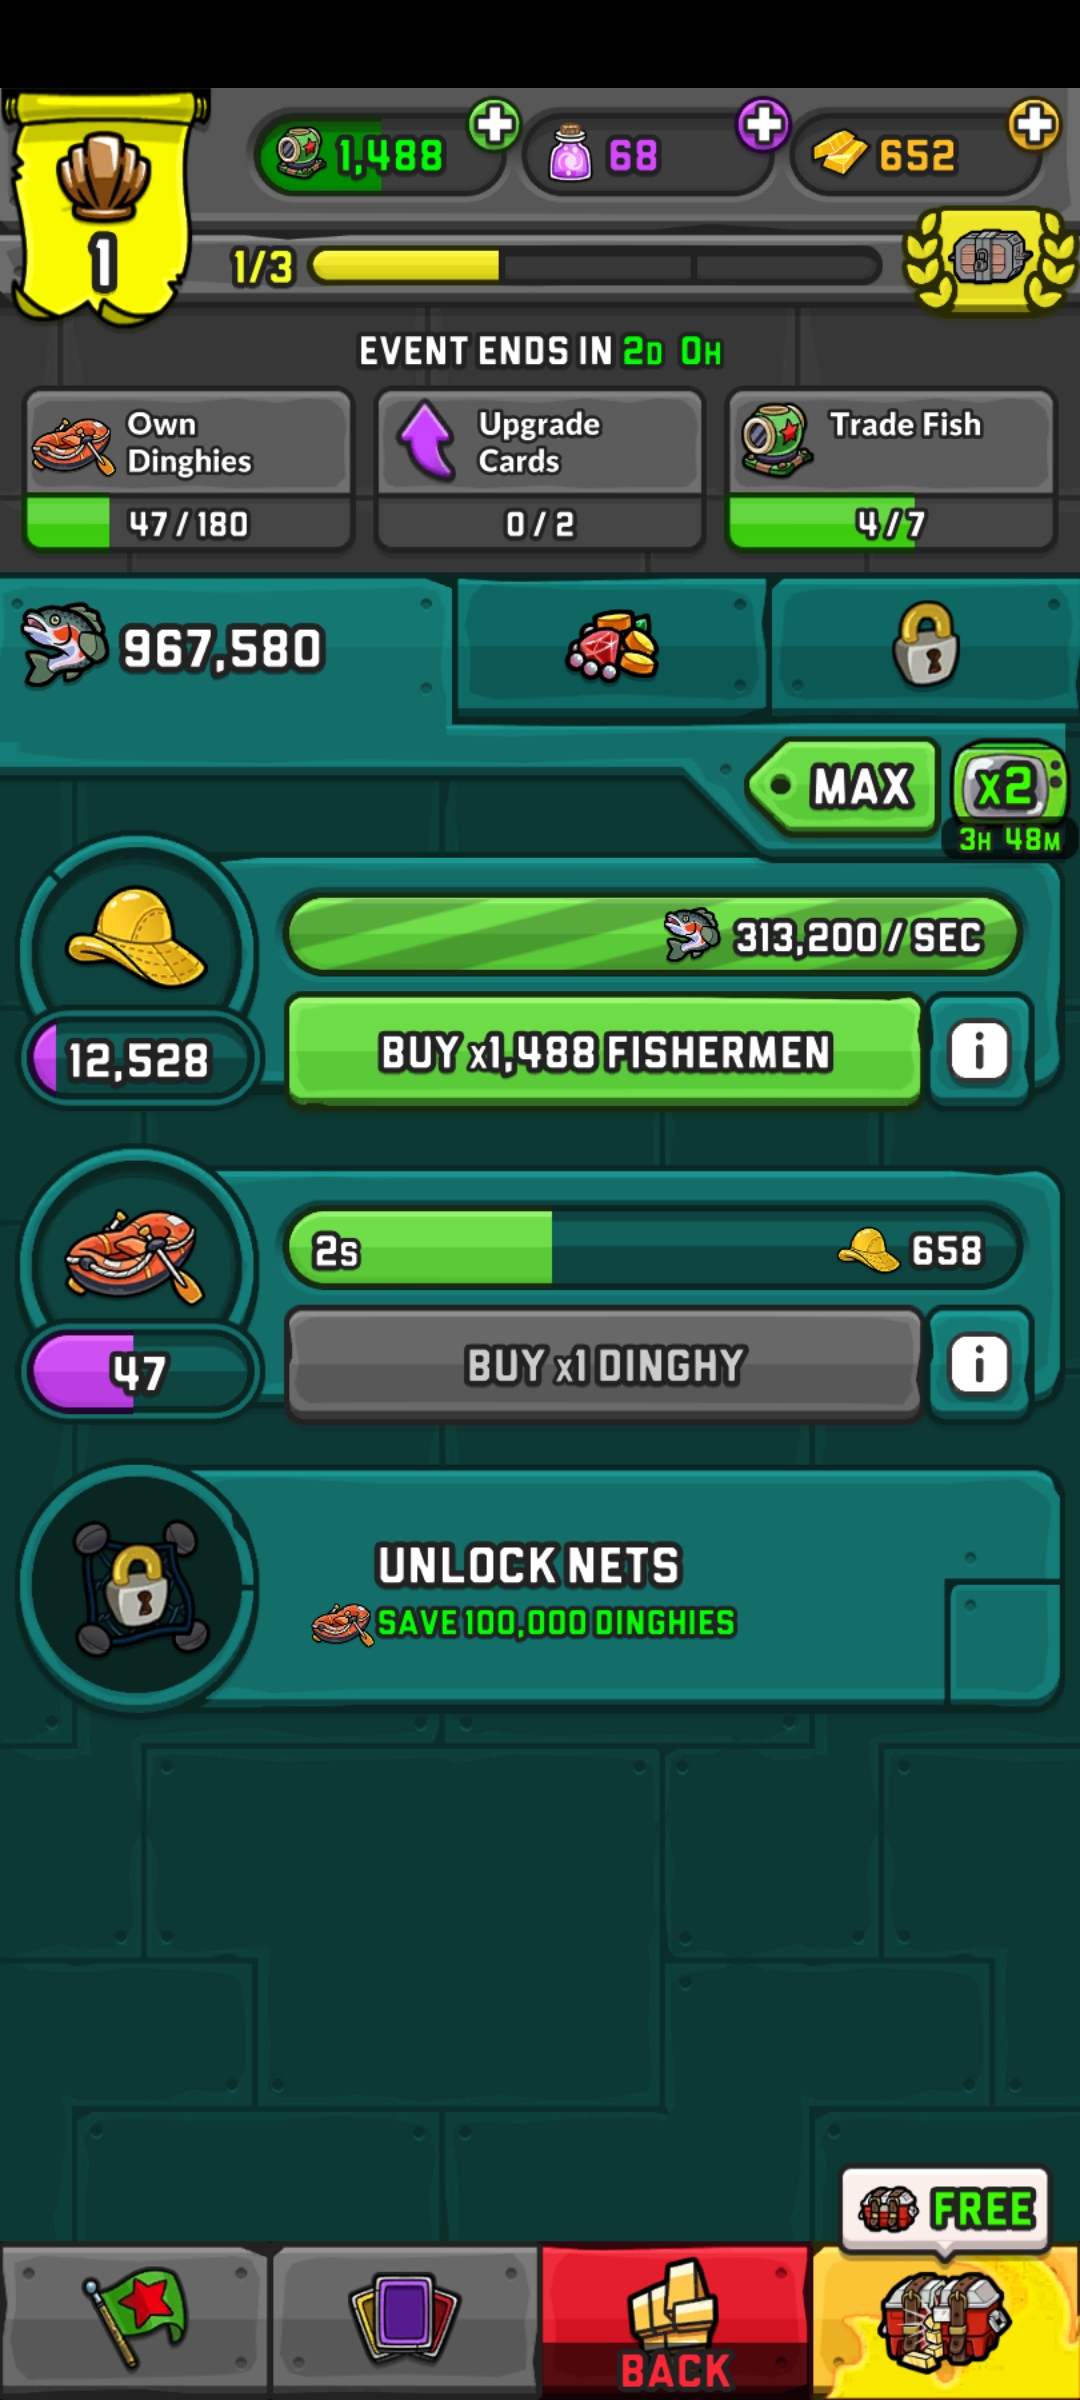 1,488
68
652
1
1/3
EVENT ENDS IN 2D 0H
Own Dinghies
47 / 180
Upgrade Cards
0 / 2
Trade Fish
4 / 7
967,580
MAX
x2
3H 48M
313,200 / SEC
12,528
BUY x1,488 FISHERMEN
i
2S
658
47
BUY x1 DINGHY
i
UNLOCK NETS
SAVE 100,000 DINGHIES
FREE
BACK